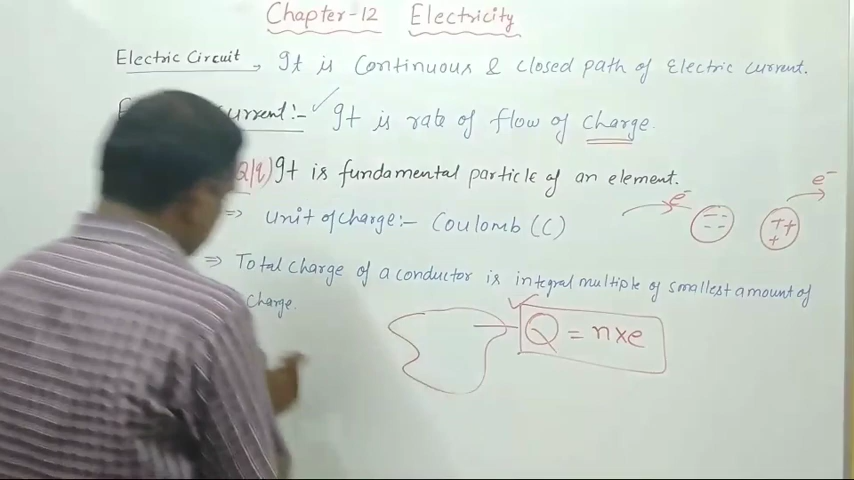 Chapter-12 Electricity
Electric Circuit → It is Continuous & closed path of Electric Current.
urrent:- ✓ It is rate of flow of charge.
Q/q) It is fundamental particle of an element.
⇒ unit of charge:- Coulomb (C)
e⁻
e⁻
-- --
++ +
⇒ Total charge of a conductor is integral multiple of smallest amount of
charge.
Q = n×e